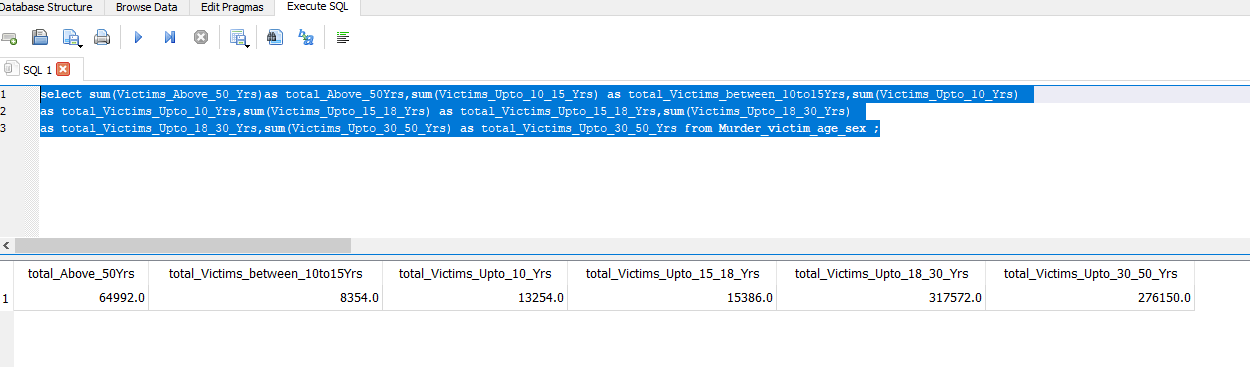 Database Structure Browse Data Edit Pragmas Execute SQL
SQL 1
1 select sum(Victims_Above_50_Yrs)as total_Above_50Yrs,sum(Victims_Upto_10_15_Yrs) as total_Victims_between_10to15Yrs,sum(Victims_Upto_10_Yrs)
2 as total_Victims_Upto_10_Yrs,sum(Victims_Upto_15_18_Yrs) as total_Victims_Upto_15_18_Yrs,sum(Victims_Upto_18_30_Yrs)
3 as total_Victims_Upto_18_30_Yrs,sum(Victims_Upto_30_50_Yrs) as total_Victims_Upto_30_50_Yrs from Murder_victim_age_sex ;
total_Above_50Yrs total_Victims_between_10to15Yrs total_Victims_Upto_10_Yrs total_Victims_Upto_15_18_Yrs total_Victims_Upto_18_30_Yrs total_Victims_Upto_30_50_Yrs
1 64992.0 8354.0 13254.0 15386.0 317572.0 276150.0